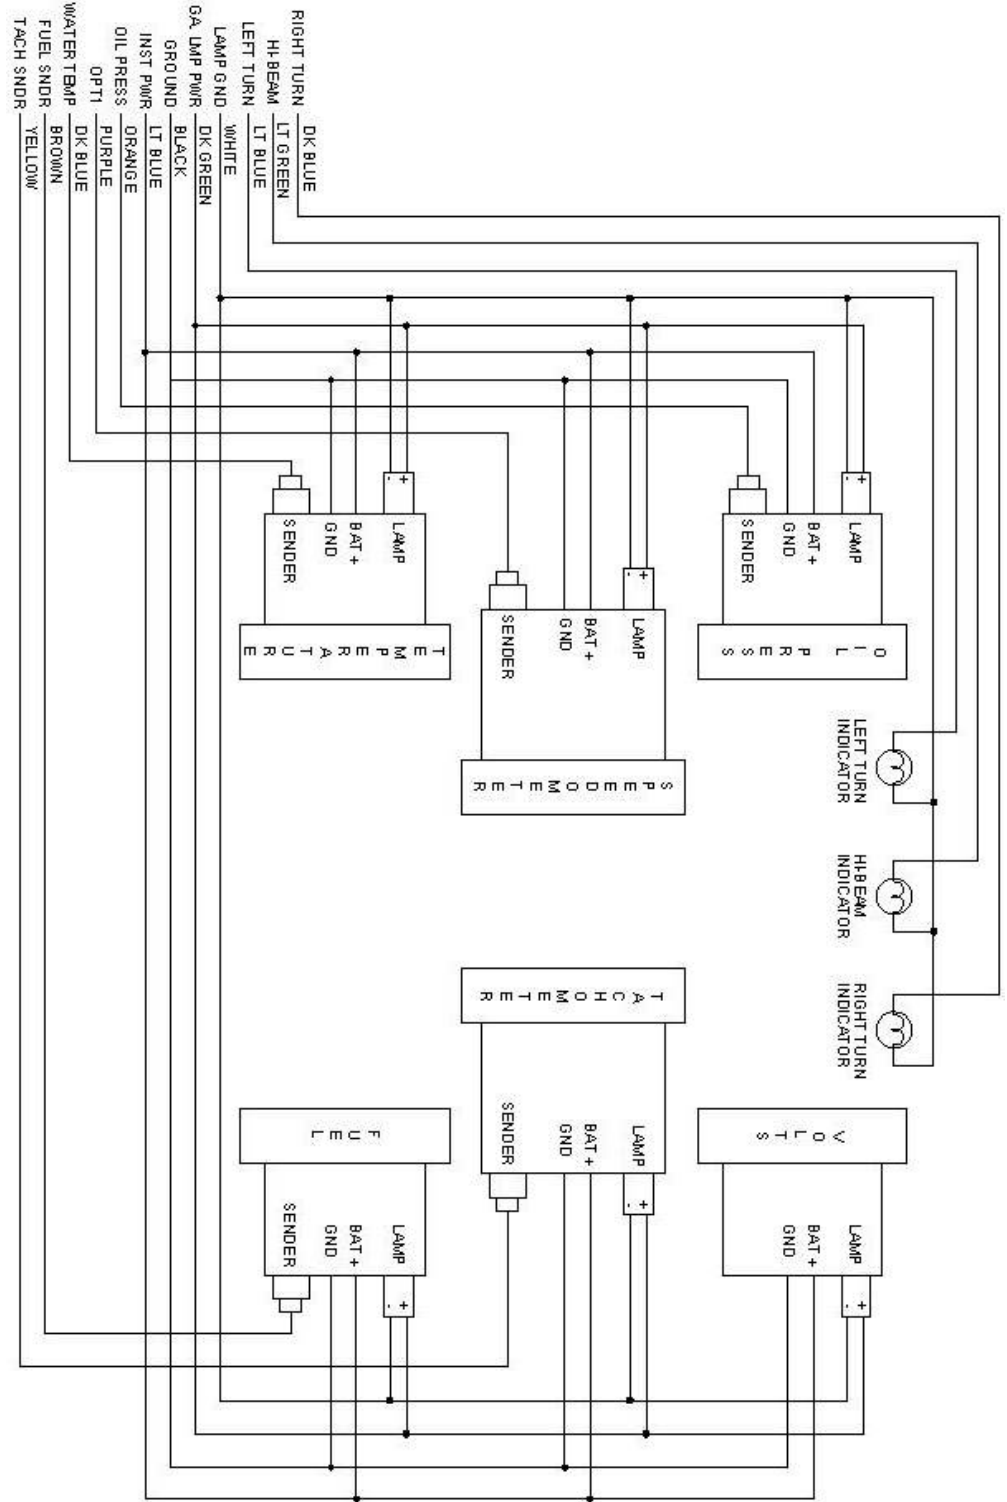 RIGHT TURN DK BLUE
HI-BEAM LT GREEN
LEFT TURN LT BLUE
LAMP GND WHITE
GA. LMP PWR DK GREEN
GROUND BLACK
INST PWR LT BLUE
OIL PRESS ORANGE
OPT1 PURPLE
WATER TEMP DK BLUE
FUEL SNDR BROWN
TACH SNDR YELLOW
+
-
LAMP
BAT +
GND
SENDER
OIL PRESS
+
-
LAMP
BAT +
GND
SENDER
SPEEDOMETER
+
-
LAMP
BAT +
GND
SENDER
TEMPERATURE
LEFT TURN
INDICATOR
HI-BEAM
INDICATOR
RIGHT TURN
INDICATOR
VOLTS
LAMP
BAT +
GND
+
-
TACHOMETER
LAMP
BAT +
GND
SENDER
+
-
FUEL
LAMP
BAT +
GND
SENDER
+
-